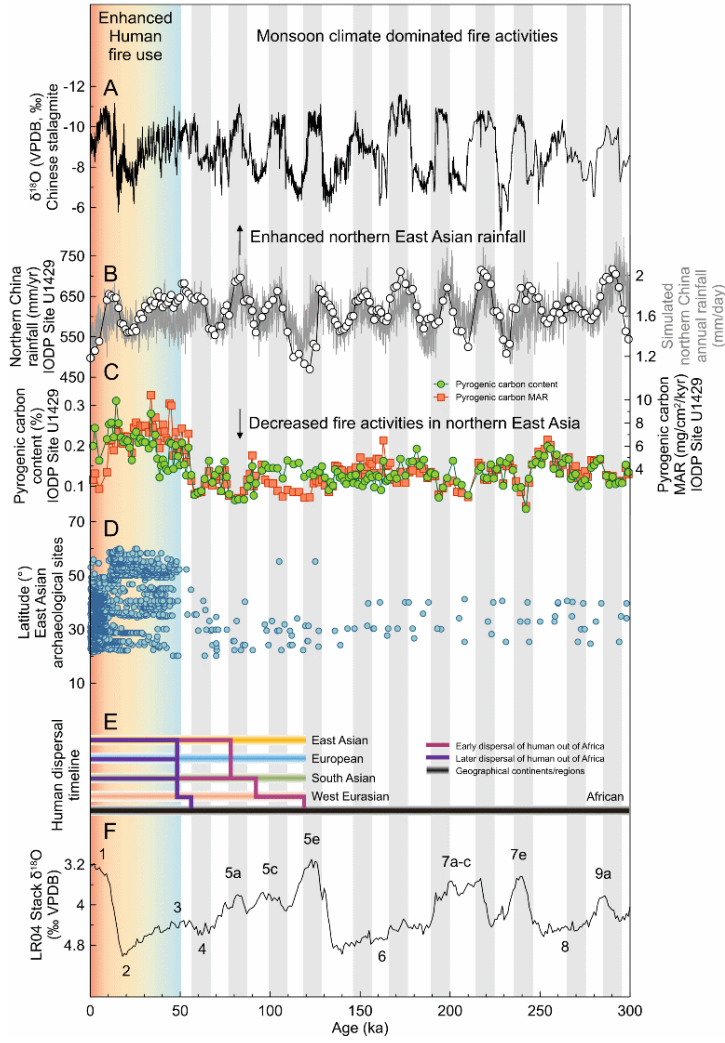 Enhanced
Human
fire use
Monsoon climate dominated fire activities
A
δ¹⁸O (VPDB, ‰)
Chinese stalagmite
-12
-10
-8
-6
Enhanced northern East Asian rainfall
B
Northern China
rainfall (mm/yr)
IODP Site U1429
750
650
550
450
2
1.6
1.2
Simulated
northern China
annual rainfall
(mm/day)
C
Pyrogenic carbon
content (%)
IODP Site U1429
0.3
0.2
0.1
Pyrogenic carbon content
Pyrogenic carbon MAR
Decreased fire activities in northern East Asia
10
8
6
4
Pyrogenic carbon
MAR (mg/cm²/kyr)
IODP Site U1429
D
Latitude (°)
East Asian
archaeological sites
70
50
30
10
E
Human dispersal
timeline
East Asian
European
South Asian
West Eurasian
African
Early dispersal of human out of Africa
Later dispersal of human out of Africa
Geographical continents/regions
F
LR04 Stack δ¹⁸O
(‰ VPDB)
3.2
4
4.8
1
2
3
4
5a
5c
5e
6
7a-c
7e
8
9a
0
50
100
150
200
250
300
Age (ka)